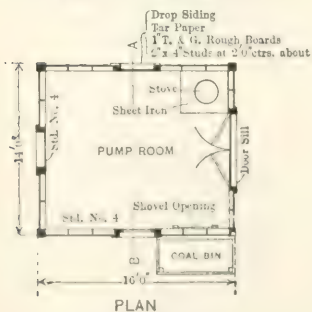 Drop Siding
Tar Paper
1" T. & G. Rough Boards
2"x 4" Studs at 2'0" ctrs. about
A
Stove
Sheet Iron
Std. No. 4
14'0"
PUMP ROOM
Door Sill
Std. No. 4
Shovel Opening
B
COAL BIN
16'0"
PLAN